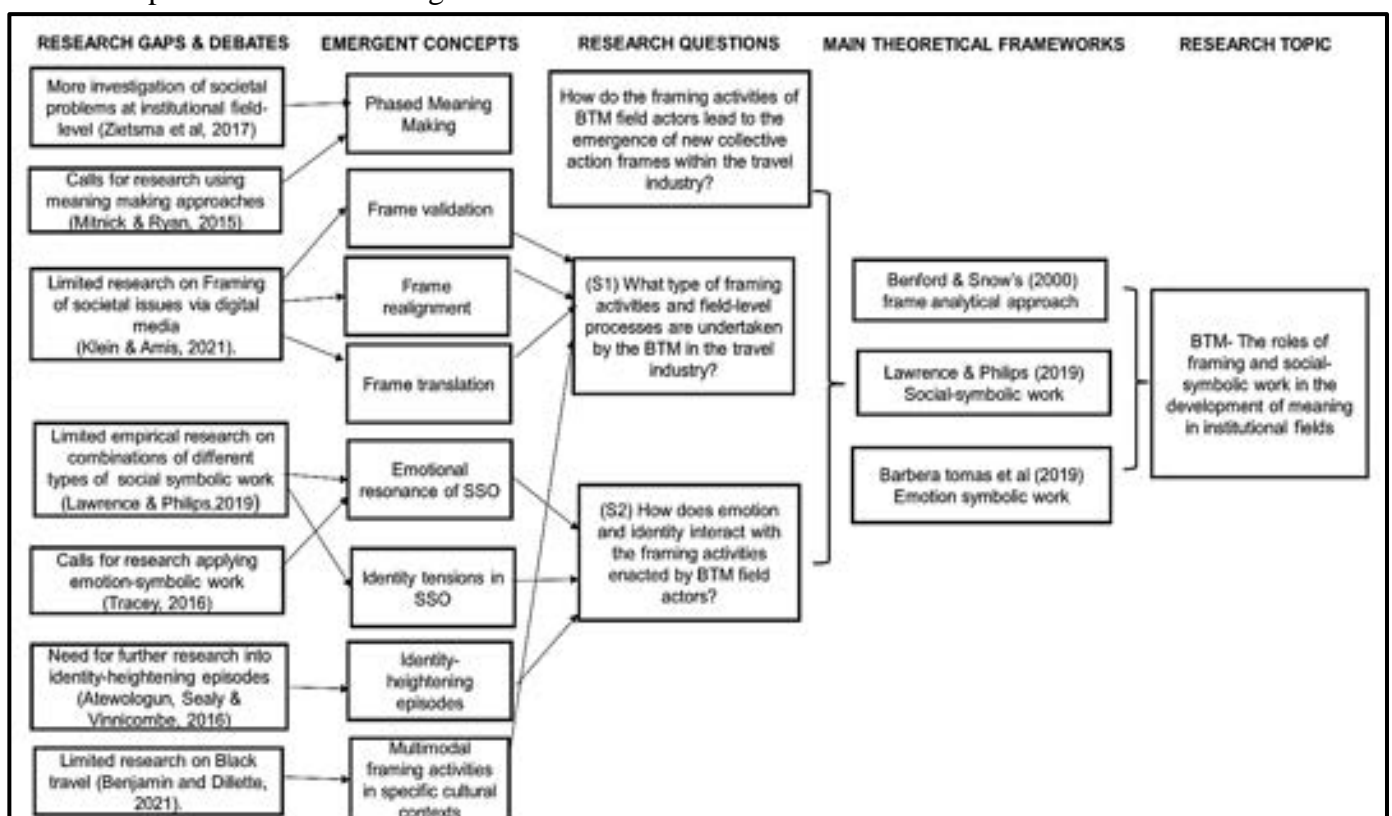 RESEARCH GAPS & DEBATES
EMERGENT CONCEPTS
RESEARCH QUESTIONS
MAIN THEORETICAL FRAMEWORKS
RESEARCH TOPIC
More investigation of societal
problems at institutional field-
level (Zietsma et al, 2017)
Calls for research using
meaning making approaches
(Mitnick & Ryan, 2015)
Limited research on Framing
of societal issues via digital
media
(Klein & Amis, 2021).
Limited empirical research on
combinations of different
types of social symbolic work
(Lawrence & Philips,2019)
Calls for research applying
emotion-symbolic work
(Tracey, 2016)
Need for further research into
identity-heightening episodes
(Atewologun, Sealy &
Vinnicombe, 2016)
Limited research on Black
travel (Benjamin and Dillette,
2021).
Phased Meaning
Making
Frame validation
Frame
realignment
Frame translation
Emotional
resonance of SSO
Identity tensions in
SSO
Identity-
heightening
episodes
Multimodal
framing activities
in specific cultural
contexts
How do the framing activities of
BTM field actors lead to the
emergence of new collective
action frames within the travel
industry?
(S1) What type of framing
activities and field-level
processes are undertaken
by the BTM in the travel
industry?
(S2) How does emotion
and identity interact with
the framing activities
enacted by BTM field
actors?
Benford & Snow's (2000)
frame analytical approach
Lawrence & Philips (2019)
Social-symbolic work
Barbera tomas et al (2019)
Emotion symbolic work
BTM- The roles of
framing and social-
symbolic work in the
development of meaning
in institutional fields